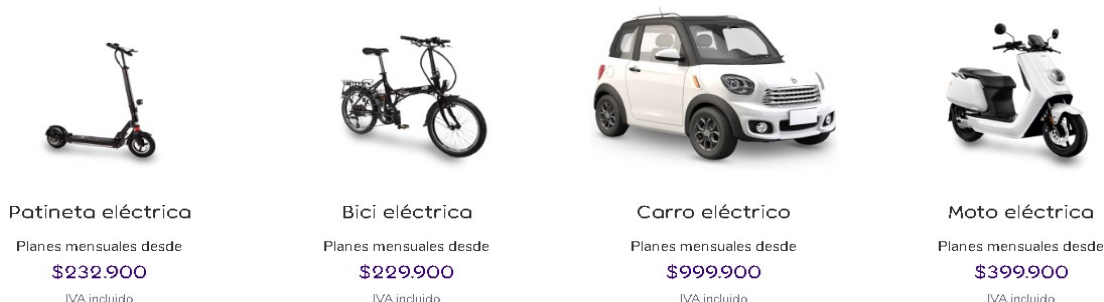 Patineta eléctrica
Planes mensuales desde
$232.900
IVA incluido
Bici eléctrica
Planes mensuales desde
$229.900
IVA incluido
Carro eléctrico
Planes mensuales desde
$999.900
IVA incluido
Moto eléctrica
Planes mensuales desde
$399.900
IVA incluido